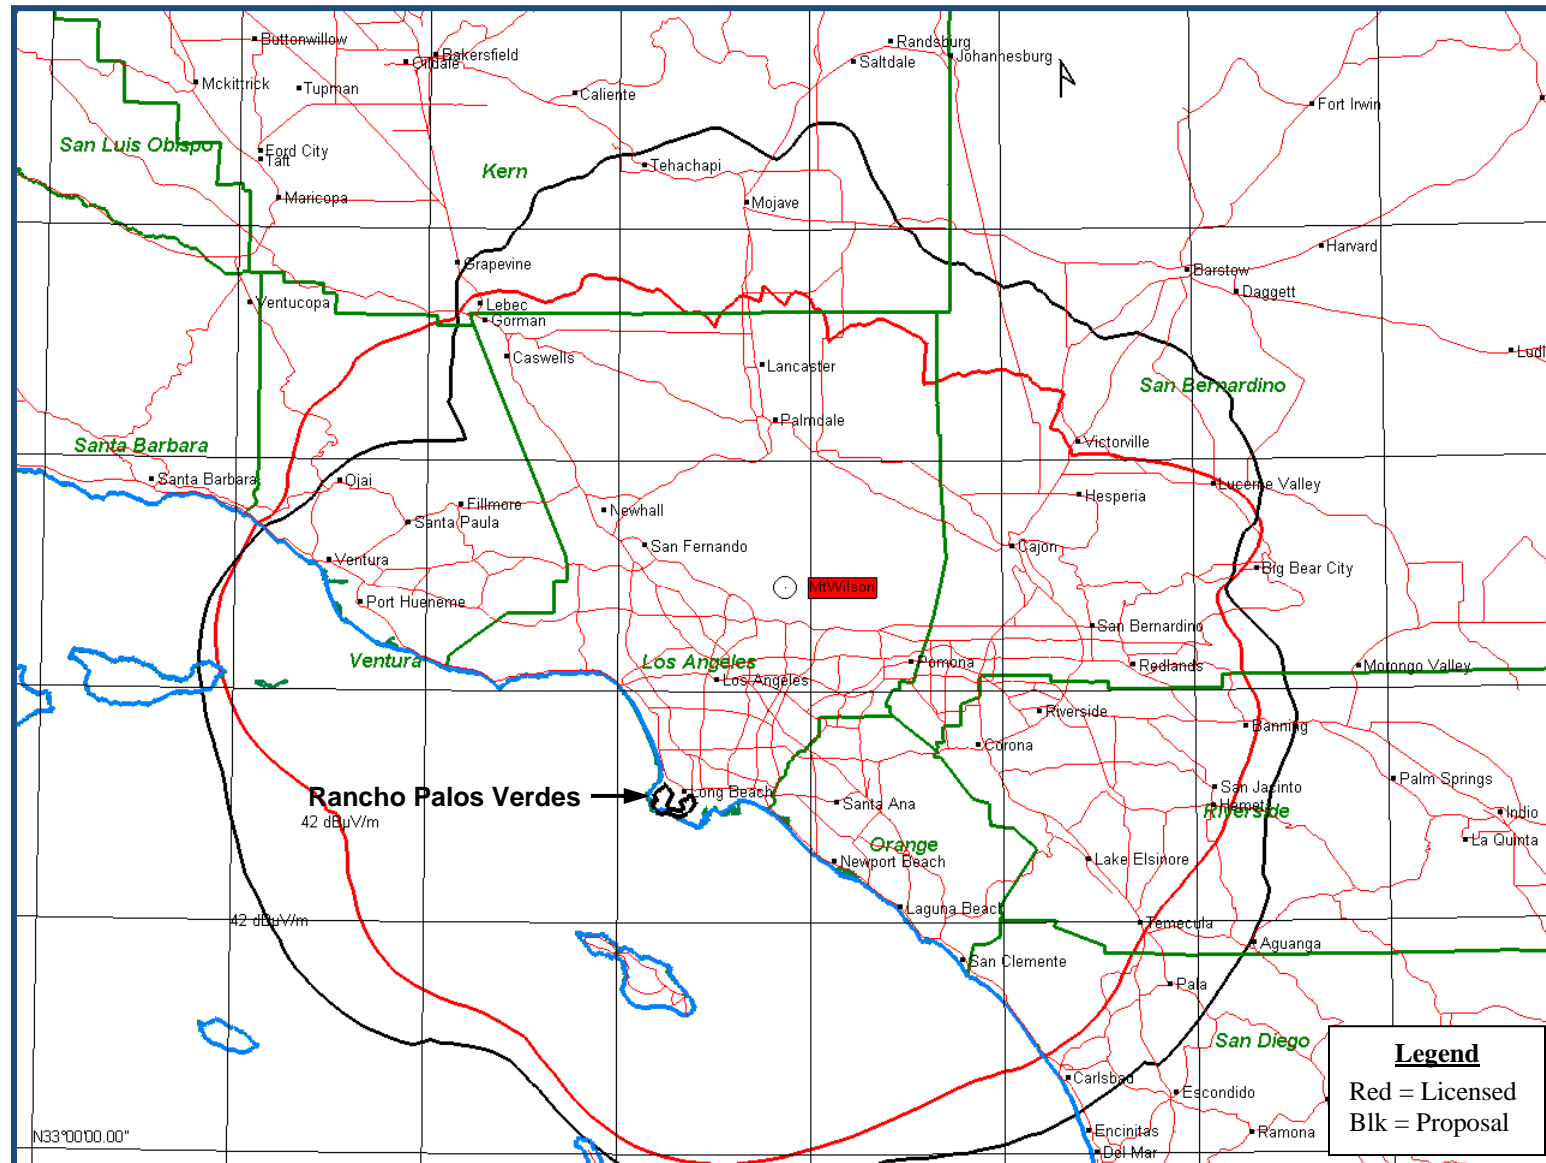 Buttonwillow
Bakersfield
Oildale
Randsburg
Saltdale
Johannesburg
Mckittrick
Tupman
Caliente
Fort Irwin
San Luis Obispo
Ford City
Taft
Kern
Tehachapi
Maricopa
Mojave
Harvard
Grapevine
Barstow
Daggett
Ventucopa
Lebec
Gorman
Caswells
Lancaster
San Bernardino
Palmdale
Santa Barbara
Victorville
Santa Barbara
Ojai
Lucerne Valley
Hesperia
Fillmore
Newhall
Santa Paula
San Fernando
Cajon
Ventura
Big Bear City
MtWilson
Port Hueneme
San Bernardino
Ventura
Los Angeles
Pomona
Redlands
Morongo Valley
Los Angeles
Riverside
Banning
Corona
Palm Springs
Rancho Palos Verdes
Long Beach
San Jacinto
Santa Ana
Hemet
Riverside
Indio
42 dBuV/m
La Quinta
Orange
Newport Beach
Lake Elsinore
Laguna Beach
42 dBuV/m
Temecula
Aguanga
San Clemente
Pala
San Diego
Carlsbad
Escondido
Encinitas
Ramona
Del Mar
N33°00'00.00"
Legend
Red = Licensed
Blk = Proposal